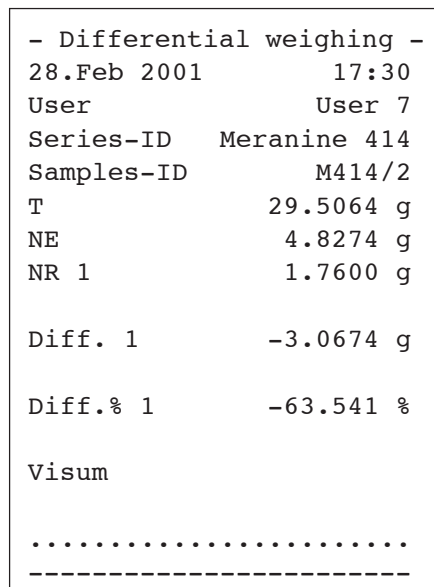 - Differential weighing -
28.Feb 2001 17:30
User User 7
Series-ID Meranine 414
Samples-ID M414/2
T 29.5064 g
NE 4.8274 g
NR 1 1.7600 g
Diff. 1 -3.0674 g
Diff.% 1 -63.541 %
Visum
........................
------------------------